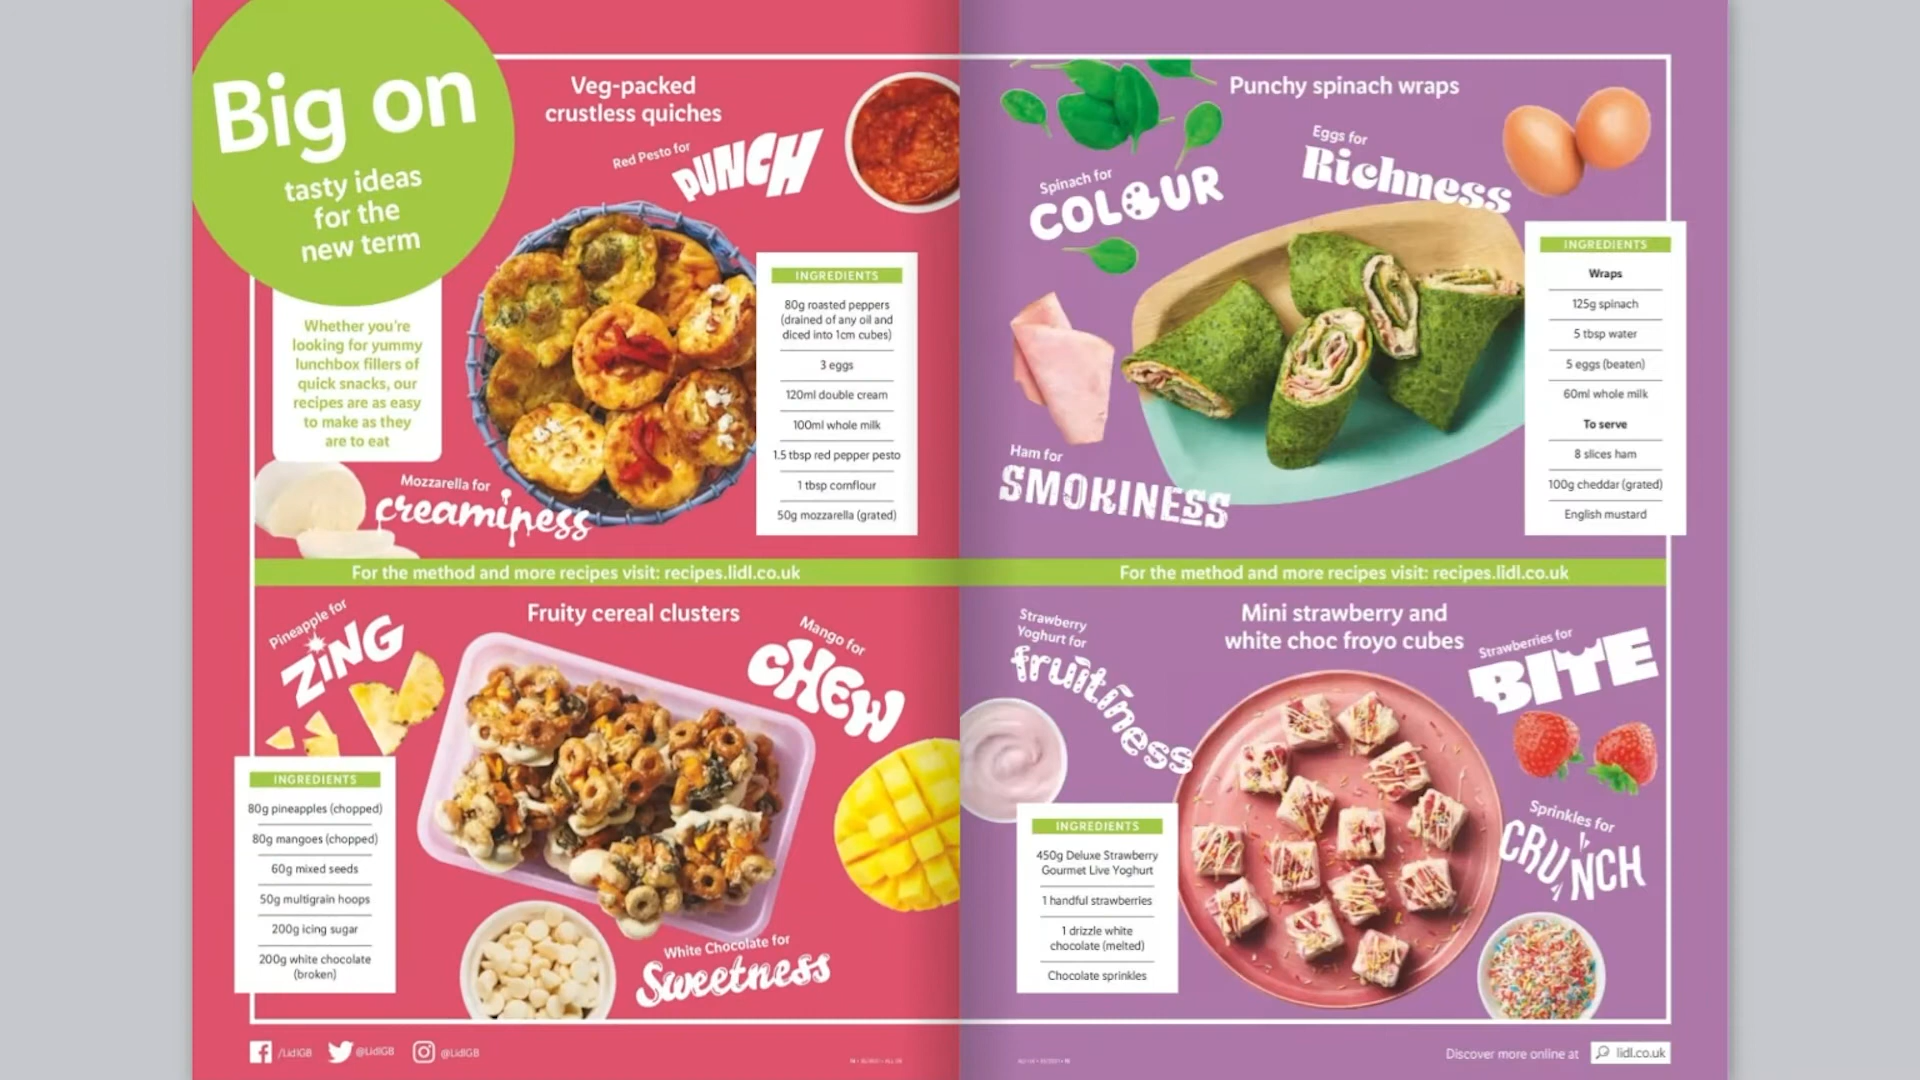 Big on
tasty ideas
for the
new term
Whether you're
looking for yummy
lunchbox fillers of
quick snacks, our
recipes are as easy
to make as they
are to eat
Veg-packed
crustless quiches
Red Pesto for
PUNCH
Mozzarella for
creaminess
INGREDIENTS
80g roasted peppers
(drained of any oil and
diced into 1cm cubes)
3 eggs
120ml double cream
100ml whole milk
1.5 tbsp red pepper pesto
1 tbsp cornflour
50g mozzarella (grated)
For the method and more recipes visit: recipes.lidl.co.uk
Pineapple for
ZiNG
Fruity cereal clusters
Mango for
CHEW
INGREDIENTS
80g pineapples (chopped)
80g mangoes (chopped)
60g mixed seeds
50g multigrain hoops
200g icing sugar
200g white chocolate
(broken)
White Chocolate for
Sweetness
/LidlGB
@LidlGB
@LidlGB
Punchy spinach wraps
Spinach for
COLOUR
Eggs for
Richness
Ham for
SMOKINESS
INGREDIENTS
Wraps
125g spinach
5 tbsp water
5 eggs (beaten)
60ml whole milk
To serve
8 slices ham
100g cheddar (grated)
English mustard
For the method and more recipes visit: recipes.lidl.co.uk
Strawberry
Yoghurt for
fruitiness
Mini strawberry and
white choc froyo cubes
Strawberries for
BITE
Sprinkles for
CRUNCH
INGREDIENTS
450g Deluxe Strawberry
Gourmet Live Yoghurt
1 handful strawberries
1 drizzle white
chocolate (melted)
Chocolate sprinkles
Discover more online at
lidl.co.uk